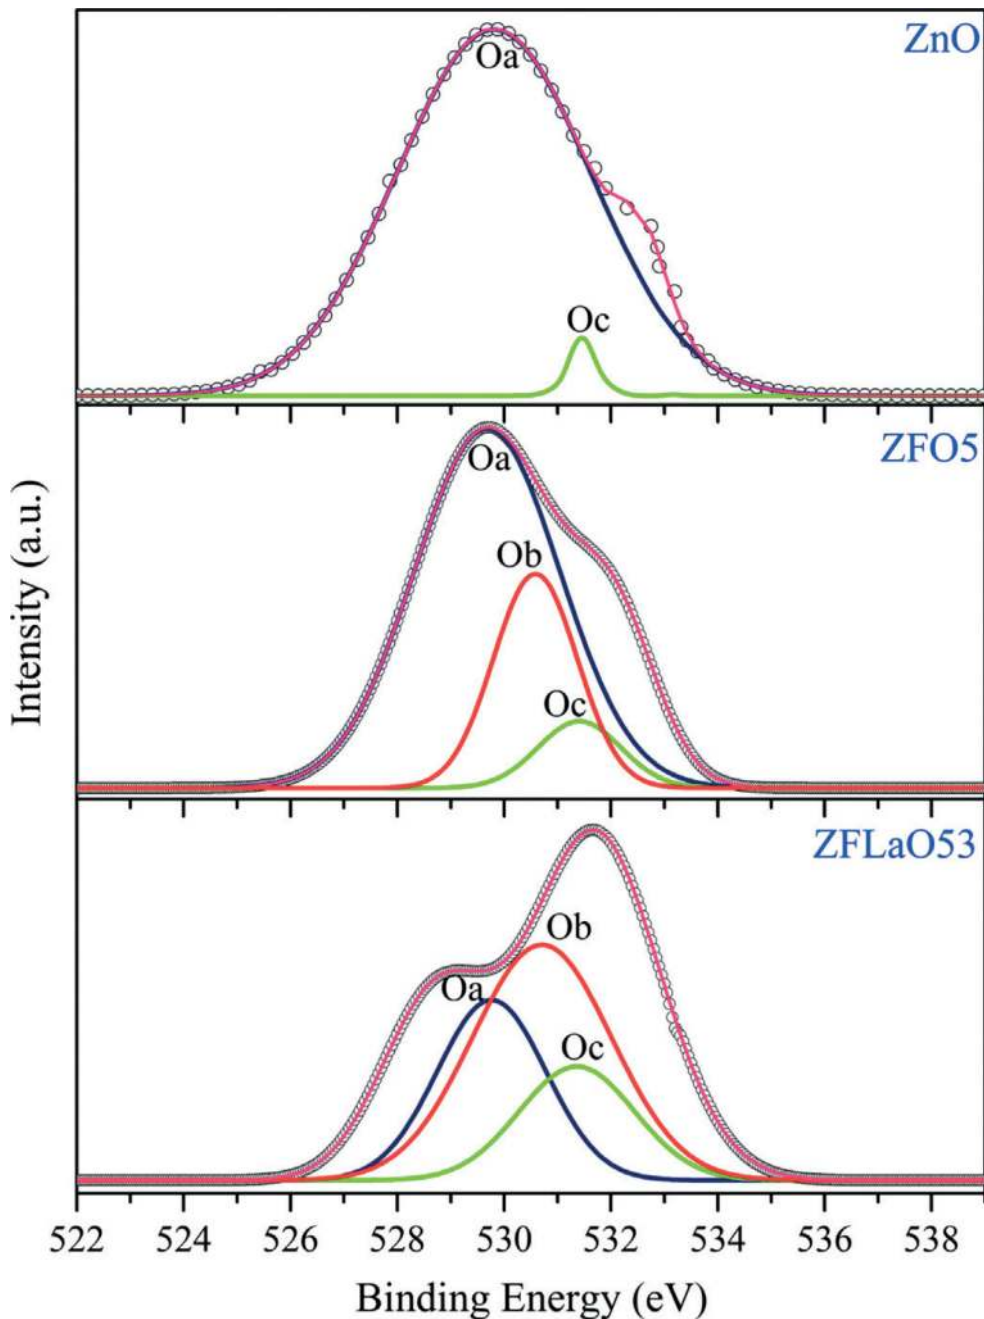 ZnO
Oa
Oc
ZFO5
Oa
Ob
Oc
ZFLaO53
Ob
Oa
Oc
Intensity (a.u.)
522 524 526 528 530 532 534 536 538
Binding Energy (eV)